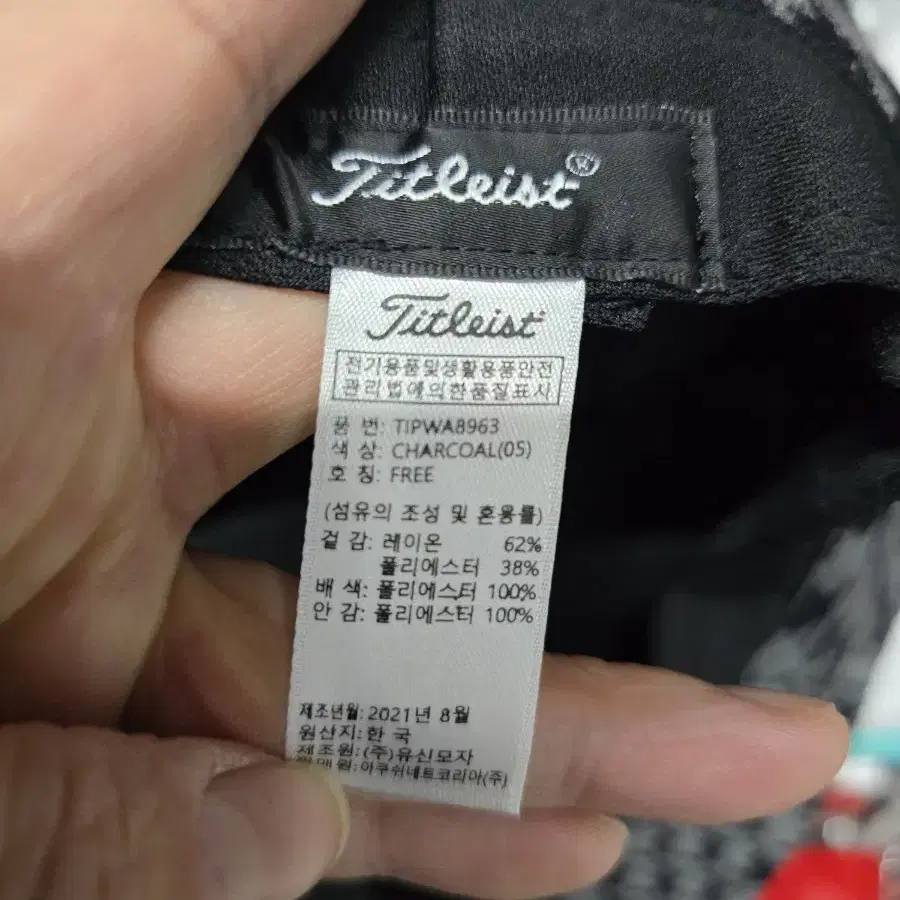 Titleist®
Titleist
전기용품및생활용품안전
관리법에의한품질표시
품 번: TIPWA8963
색 상: CHARCOAL(05)
호 칭: FREE
(섬유의 조성 및 혼용률)
겉 감: 레이온 62%
폴리에스터 38%
배 색: 폴리에스터 100%
안 감: 폴리에스터 100%
제조년월: 2021년 8월
원산지: 한 국
제조원: (주)유신모자
판매원: 아쿠쉬네트코리아(주)